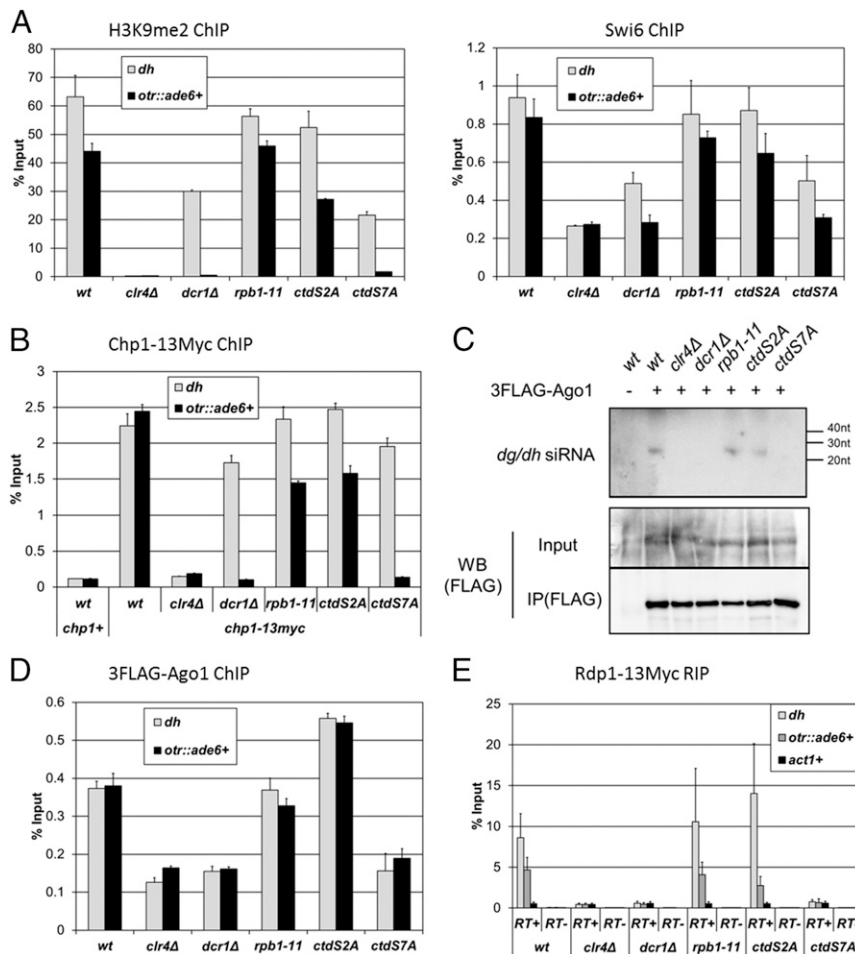 A
H3K9me2 ChIP
% Input
80
70
60
50
40
30
20
10
0
dh
otr::ade6+
wt clr4Δ dcr1Δ rpb1-11 ctdS2A ctdS7A
Swi6 ChIP
% Input
1.2
1
0.8
0.6
0.4
0.2
0
dh
otr::ade6+
wt clr4Δ dcr1Δ rpb1-11 ctdS2A ctdS7A
B
Chp1-13Myc ChIP
% Input
3
2.5
2
1.5
1
0.5
0
dh
otr::ade6+
wt wt clr4Δ dcr1Δ rpb1-11 ctdS2A ctdS7A
chp1+ chp1-13myc
C
wt wt clr4Δ dcr1Δ rpb1-11 ctdS2A ctdS7A
3FLAG-Ago1 - + + + + + +
dg/dh siRNA
40nt
30nt
20nt
WB
(FLAG)
Input
IP(FLAG)
D
3FLAG-Ago1 ChIP
% Input
0.6
0.5
0.4
0.3
0.2
0.1
0
dh
otr::ade6+
wt clr4Δ dcr1Δ rpb1-11 ctdS2A ctdS7A
E
Rdp1-13Myc RIP
% Input
25
20
15
10
5
0
dh
otr::ade6+
act1+
RT+ RT- RT+ RT- RT+ RT- RT+ RT- RT+ RT- RT+ RT-
wt clr4Δ dcr1Δ rpb1-11 ctdS2A ctdS7A